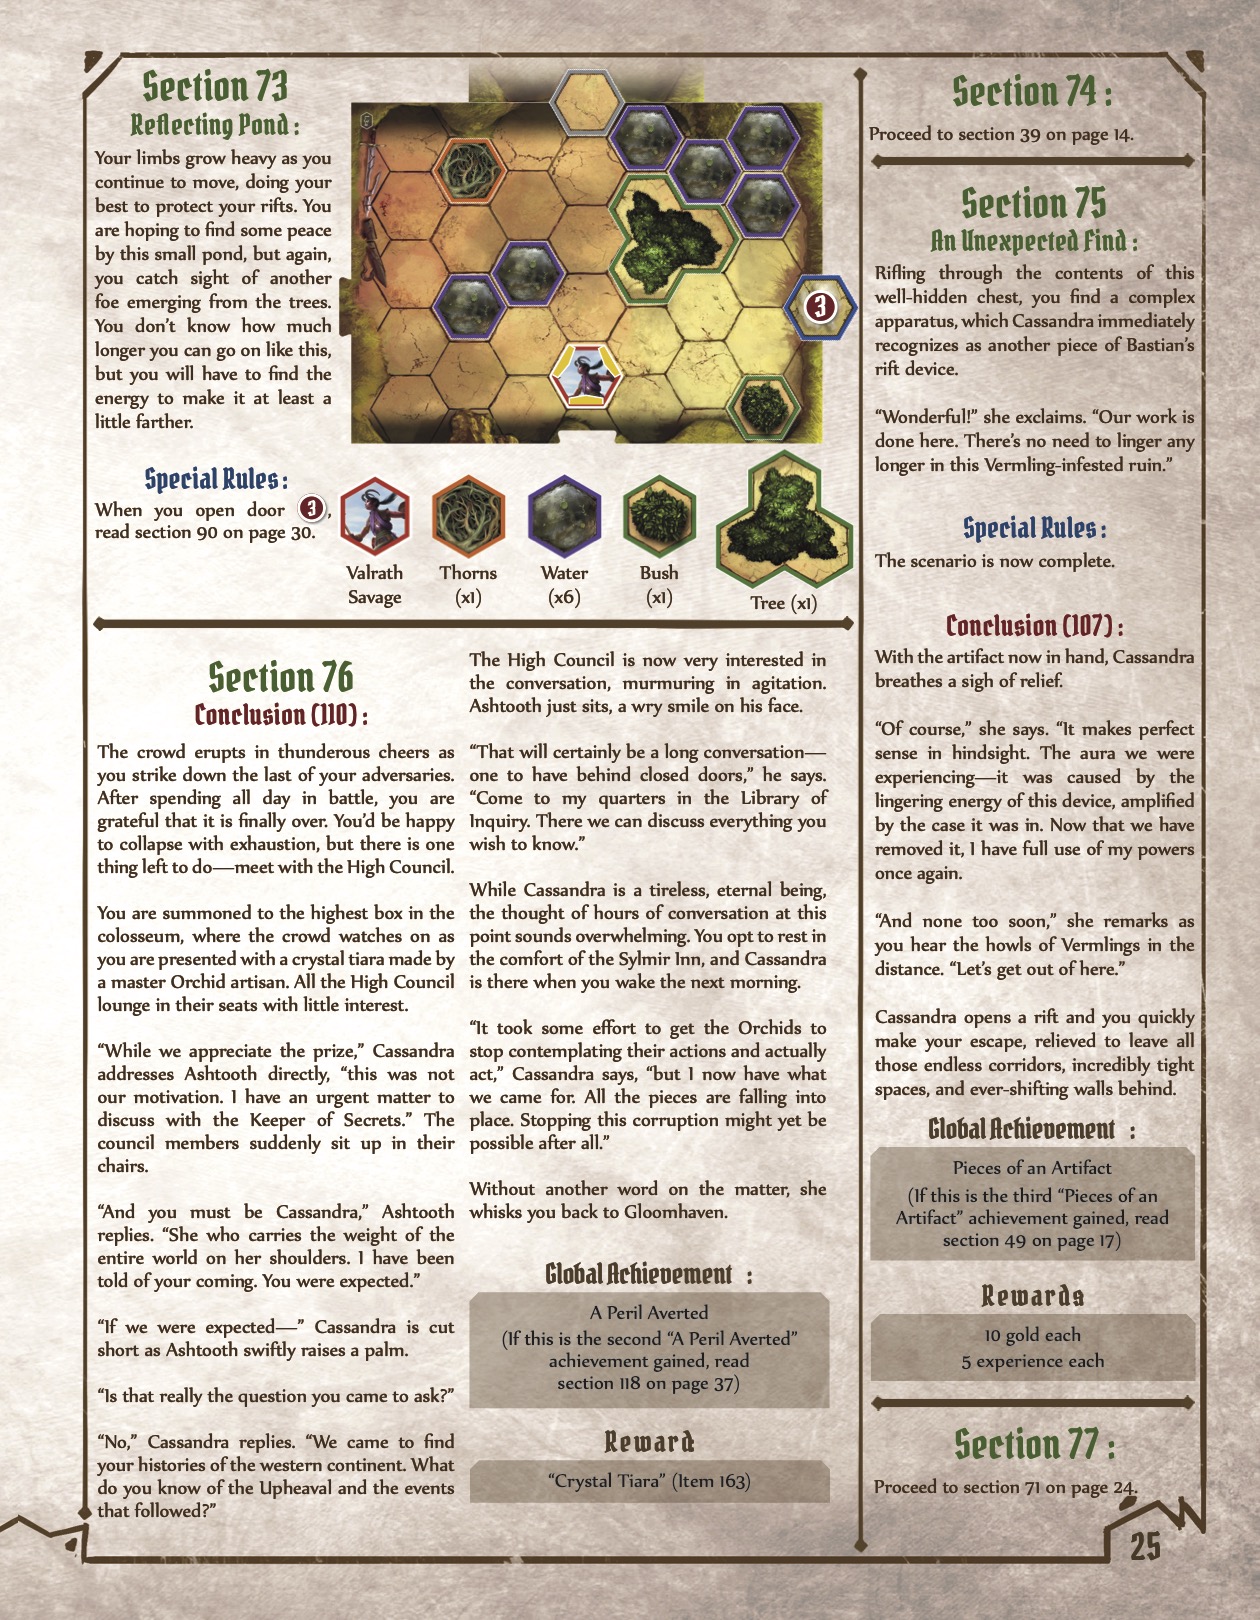 Section 73
Reflecting Pond :
Your limbs grow heavy as you
continue to move, doing your
best to protect your rifts. You
are hoping to find some peace
by this small pond, but again,
you catch sight of another
foe emerging from the trees.
You don't know how much
longer you can go on like this,
but you will have to find the
energy to make it at least a
little farther.
Special Rules :
When you open door 3,
read section 90 on page 30.
3
Valrath
Savage
Thorns
(x1)
Water
(x6)
Bush
(x1)
Tree (x1)
Section 74 :
Proceed to section 39 on page 14.
Section 75
An Unexpected Find :
Rifling through the contents of this
well-hidden chest, you find a complex
apparatus, which Cassandra immediately
recognizes as another piece of Bastian's
rift device.
“Wonderful!” she exclaims. “Our work is
done here. There's no need to linger any
longer in this Vermling-infested ruin.”
Special Rules :
The scenario is now complete.
Conclusion (107) :
With the artifact now in hand, Cassandra
breathes a sigh of relief.
“Of course,” she says. “It makes perfect
sense in hindsight. The aura we were
experiencing—it was caused by the
lingering energy of this device, amplified
by the case it was in. Now that we have
removed it, I have full use of my powers
once again.
“And none too soon,” she remarks as
you hear the howls of Vermlings in the
distance. “Let's get out of here.”
Cassandra opens a rift and you quickly
make your escape, relieved to leave all
those endless corridors, incredibly tight
spaces, and ever-shifting walls behind.
Global Achievement :
Pieces of an Artifact
(If this is the third “Pieces of an
Artifact” achievement gained, read
section 49 on page 17)
Rewards
10 gold each
5 experience each
Section 76
Conclusion (110) :
The crowd erupts in thunderous cheers as
you strike down the last of your adversaries.
After spending all day in battle, you are
grateful that it is finally over. You'd be happy
to collapse with exhaustion, but there is one
thing left to do—meet with the High Council.
You are summoned to the highest box in the
colosseum, where the crowd watches on as
you are presented with a crystal tiara made by
a master Orchid artisan. All the High Council
lounge in their seats with little interest.
“While we appreciate the prize,” Cassandra
addresses Ashtooth directly, “this was not
our motivation. I have an urgent matter to
discuss with the Keeper of Secrets.” The
council members suddenly sit up in their
chairs.
“And you must be Cassandra,” Ashtooth
replies. “She who carries the weight of the
entire world on her shoulders. I have been
told of your coming. You were expected.”
“If we were expected—” Cassandra is cut
short as Ashtooth swiftly raises a palm.
“Is that really the question you came to ask?”
“No,” Cassandra replies. “We came to find
your histories of the western continent. What
do you know of the Upheaval and the events
that followed?”
The High Council is now very interested in
the conversation, murmuring in agitation.
Ashtooth just sits, a wry smile on his face.
“That will certainly be a long conversation—
one to have behind closed doors,” he says.
“Come to my quarters in the Library of
Inquiry. There we can discuss everything you
wish to know.”
While Cassandra is a tireless, eternal being,
the thought of hours of conversation at this
point sounds overwhelming. You opt to rest in
the comfort of the Sylmir Inn, and Cassandra
is there when you wake the next morning.
“It took some effort to get the Orchids to
stop contemplating their actions and actually
act,” Cassandra says, “but I now have what
we came for. All the pieces are falling into
place. Stopping this corruption might yet be
possible after all.”
Without another word on the matter, she
whisks you back to Gloomhaven.
Global Achievement :
A Peril Averted
(If this is the second “A Peril Averted”
achievement gained, read
section 118 on page 37)
Reward
“Crystal Tiara” (Item 163)
Section 77 :
Proceed to section 71 on page 24.
25